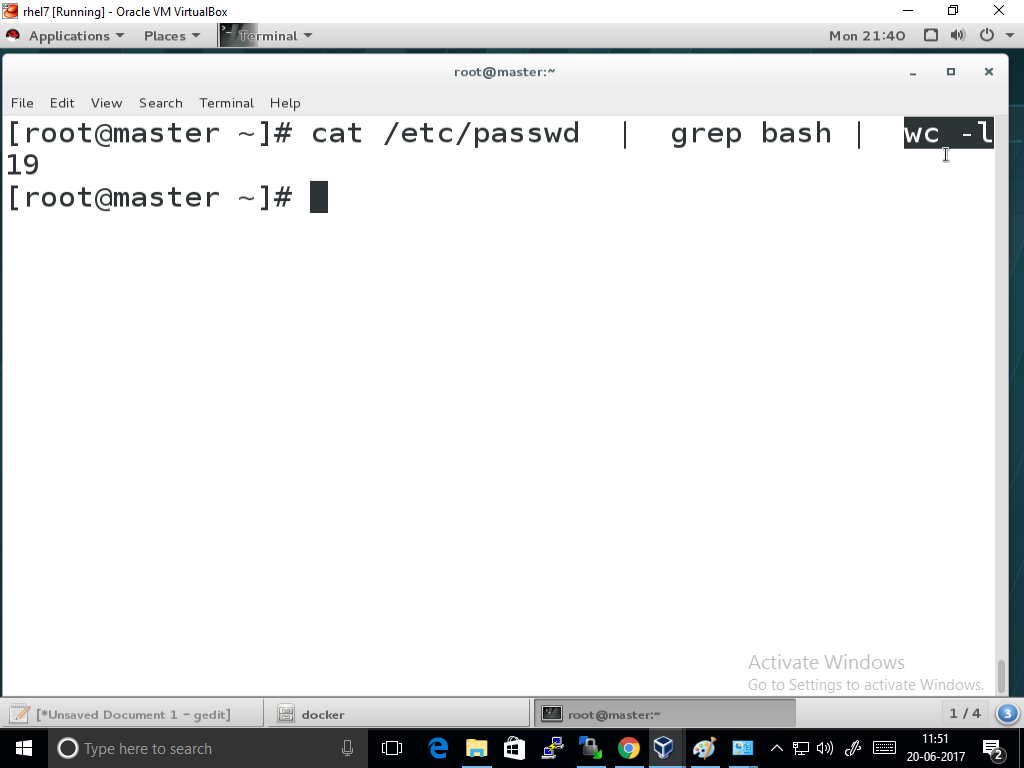 rhel7 [Running] - Oracle VM VirtualBox
Applications Places Terminal Mon 21:40
root@master:~
File Edit View Search Terminal Help
[root@master ~]# cat /etc/passwd | grep bash | wc -l
19
[root@master ~]#
Activate Windows
Go to Settings to activate Windows.
[*Unsaved Document 1 - gedit] docker root@master:~ 1 / 4 3
Type here to search 11:51
20-06-2017 2